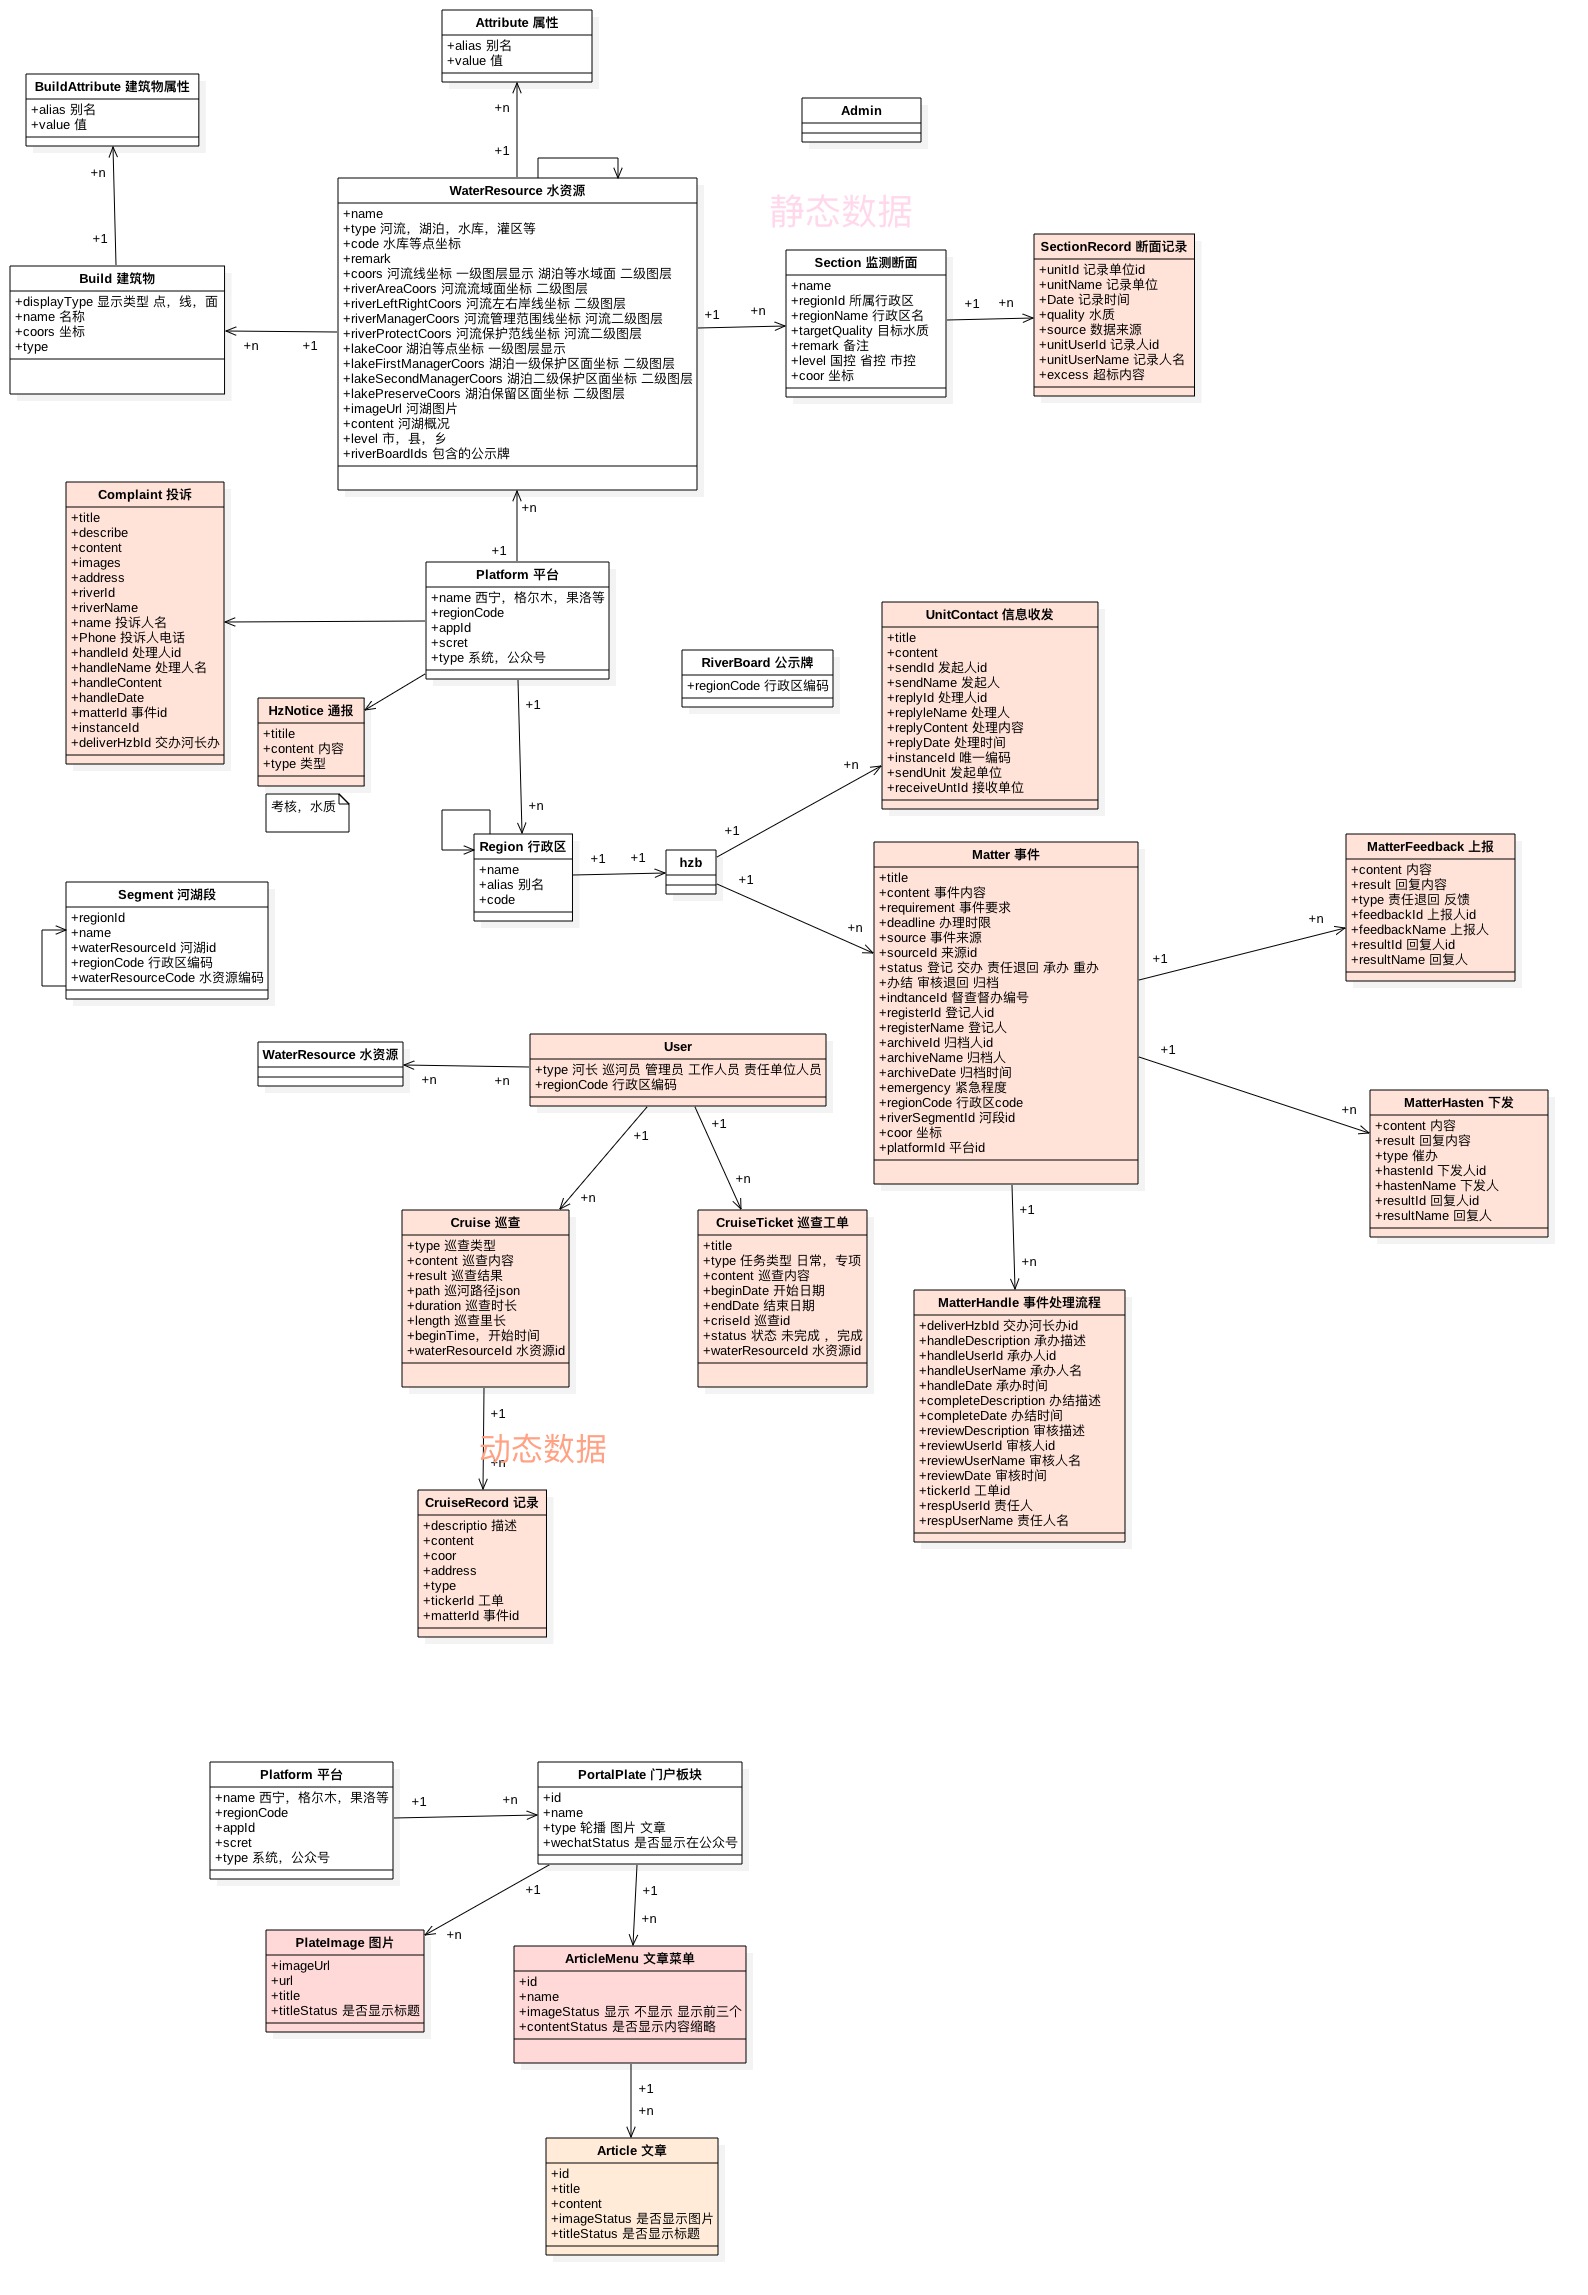 Attribute 属性
+alias 别名
+value 值
BuildAttribute 建筑物属性
+alias 别名
+value 值
Admin
+n
+1
+n
+1
WaterResource 水资源
+name
+type 河流，湖泊，水库，灌区等
+code 水库等点坐标
+remark
+coors 河流线坐标 一级图层显示 湖泊等水域面 二级图层
+riverAreaCoors 河流流域面坐标 二级图层
+riverLeftRightCoors 河流左右岸线坐标 二级图层
+riverManagerCoors 河流管理范围线坐标 河流二级图层
+riverProtectCoors 河流保护范线坐标 河流二级图层
+lakeCoor 湖泊等点坐标 一级图层显示
+lakeFirstManagerCoors 湖泊一级保护区面坐标 二级图层
+lakeSecondManagerCoors 湖泊二级保护区面坐标 二级图层
+lakePreserveCoors 湖泊保留区面坐标 二级图层
+imageUrl 河湖图片
+content 河湖概况
+level 市，县，乡
+riverBoardIds 包含的公示牌
静态数据
Build 建筑物
+displayType 显示类型 点，线，面
+name 名称
+coors 坐标
+type
+n
+1
+1
+n
Section 监测断面
+name
+regionId 所属行政区
+regionName 行政区名
+targetQuality 目标水质
+remark 备注
+level 国控 省控 市控
+coor 坐标
+1
+n
SectionRecord 断面记录
+unitId 记录单位id
+unitName 记录单位
+Date 记录时间
+quality 水质
+source 数据来源
+unitUserId 记录人id
+unitUserName 记录人名
+excess 超标内容
Complaint 投诉
+title
+describe
+content
+images
+address
+riverId
+riverName
+name 投诉人名
+Phone 投诉人电话
+handleId 处理人id
+handleName 处理人名
+handleContent
+handleDate
+matterId 事件id
+instanceId
+deliverHzbId 交办河长办
+n
+1
Platform 平台
+name 西宁，格尔木，果洛等
+regionCode
+appId
+scret
+type 系统，公众号
HzNotice 通报
+titile
+content 内容
+type 类型
考核，水质
+1
+n
RiverBoard 公示牌
+regionCode 行政区编码
UnitContact 信息收发
+title
+content
+sendId 发起人id
+sendName 发起人
+replyId 处理人id
+replyleName 处理人
+replyContent 处理内容
+replyDate 处理时间
+instanceId 唯一编码
+sendUnit 发起单位
+receiveUntId 接收单位
Region 行政区
+name
+alias 别名
+code
+1
+1
hzb
+1
+n
+1
+n
Segment 河湖段
+regionId
+name
+waterResourceId 河湖id
+regionCode 行政区编码
+waterResourceCode 水资源编码
Matter 事件
+title
+content 事件内容
+requirement 事件要求
+deadline 办理时限
+source 事件来源
+sourceId 来源id
+status 登记 交办 责任退回 承办 重办
+办结 审核退回 归档
+indtanceId 督查督办编号
+registerId 登记人id
+registerName 登记人
+archiveId 归档人id
+archiveName 归档人
+archiveDate 归档时间
+emergency 紧急程度
+regionCode 行政区code
+riverSegmentId 河段id
+coor 坐标
+platformId 平台id
+1
+n
MatterFeedback 上报
+content 内容
+result 回复内容
+type 责任退回 反馈
+feedbackId 上报人id
+feedbackName 上报人
+resultId 回复人id
+resultName 回复人
+1
+n
MatterHasten 下发
+content 内容
+result 回复内容
+type 催办
+hastenId 下发人id
+hastenName 下发人
+resultId 回复人id
+resultName 回复人
WaterResource 水资源
+n
+n
User
+type 河长 巡河员 管理员 工作人员 责任单位人员
+regionCode 行政区编码
+1
+n
+1
+n
Cruise 巡查
+type 巡查类型
+content 巡查内容
+result 巡查结果
+path 巡河路径json
+duration 巡查时长
+length 巡查里长
+beginTime，开始时间
+waterResourceId 水资源id
CruiseTicket 巡查工单
+title
+type 任务类型 日常，专项
+content 巡查内容
+beginDate 开始日期
+endDate 结束日期
+criseId 巡查id
+status 状态 未完成 ，完成
+waterResourceId 水资源id
+1
+n
MatterHandle 事件处理流程
+deliverHzbId 交办河长办id
+handleDescription 承办描述
+handleUserId 承办人id
+handleUserName 承办人名
+handleDate 承办时间
+completeDescription 办结描述
+completeDate 办结时间
+reviewDescription 审核描述
+reviewUserId 审核人id
+reviewUserName 审核人名
+reviewDate 审核时间
+tickerId 工单id
+respUserId 责任人
+respUserName 责任人名
+1
动态数据
+n
CruiseRecord 记录
+descriptio 描述
+content
+coor
+address
+type
+tickerId 工单
+matterId 事件id
Platform 平台
+name 西宁，格尔木，果洛等
+regionCode
+appId
+scret
+type 系统，公众号
+1
+n
PortalPlate 门户板块
+id
+name
+type 轮播 图片 文章
+wechatStatus 是否显示在公众号
+1
+n
+1
+n
PlateImage 图片
+imageUrl
+url
+title
+titleStatus 是否显示标题
ArticleMenu 文章菜单
+id
+name
+imageStatus 显示 不显示 显示前三个
+contentStatus 是否显示内容缩略
+1
+n
Article 文章
+id
+title
+content
+imageStatus 是否显示图片
+titleStatus 是否显示标题